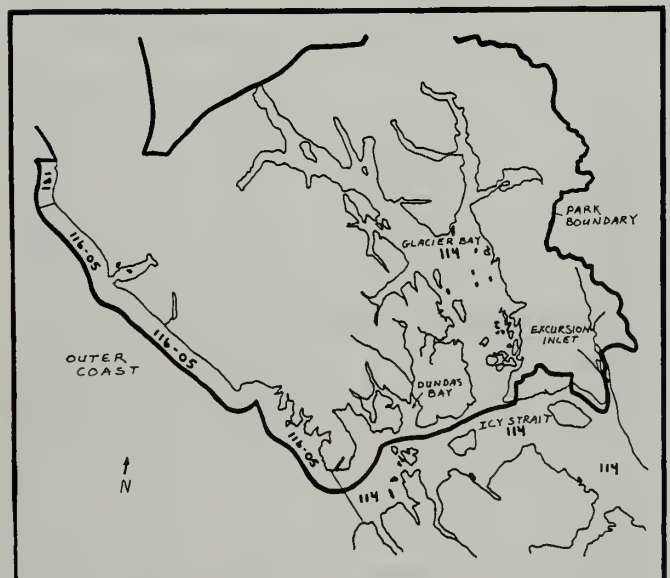 181
116-05
PARK
BOUNDARY
GLACIER BAY
114
116-05
EXCURSION
INLET
OUTER
COAST
DUNDAS
BAY
ICY STRAIT
114
116-05
N
114
114